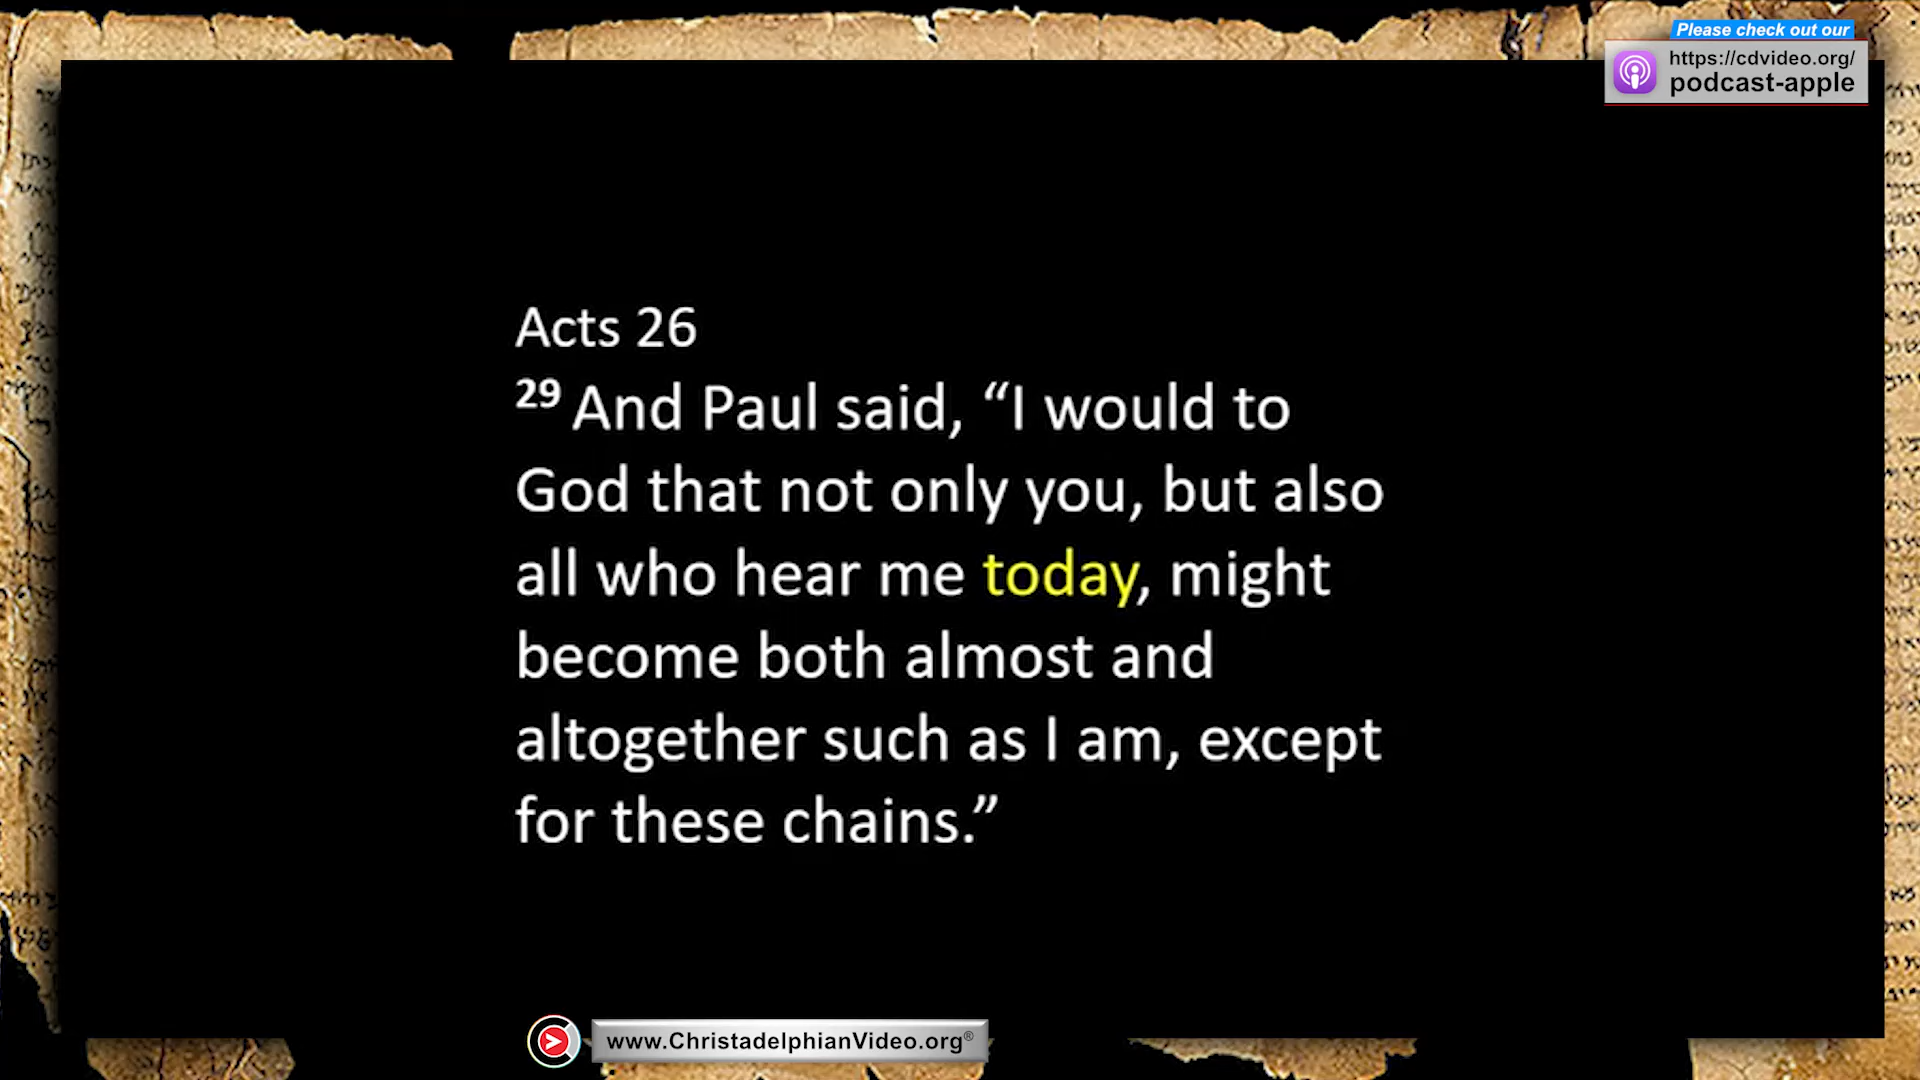 Please check out our
https://cdvideo.org/
podcast-apple
Acts 26
29 And Paul said, “I would to
God that not only you, but also
all who hear me today, might
become both almost and
altogether such as I am, except
for these chains.”
www.ChristadelphianVideo.org®